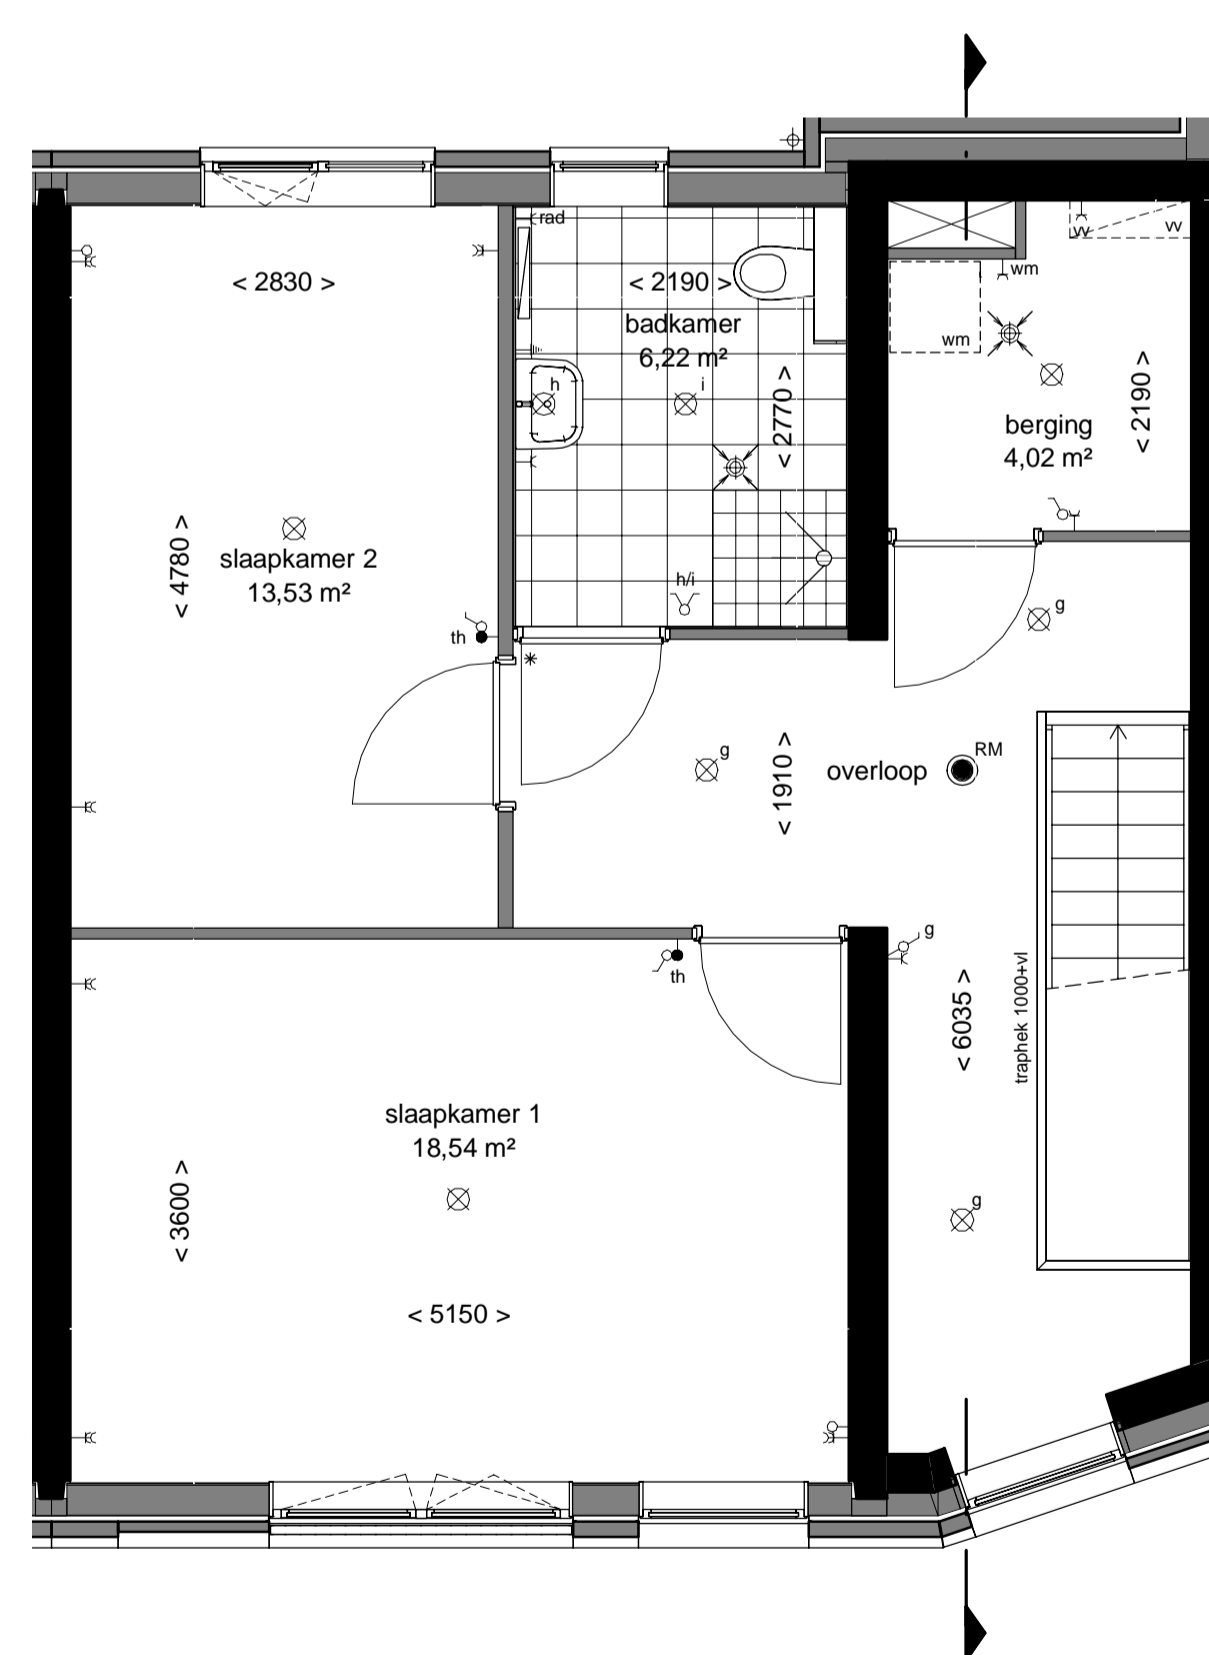 rad
vv
vv
wm
wm
< 2830 >
< 2190 >
badkamer
6,22 m²
h
i
< 2770 >
< 2190 >
berging
4,02 m²
< 4780 >
slaapkamer 2
13,53 m²
h/i
g
th
*
g
< 1910 >
overloop
RM
g
th
< 6035 >
traphek 1000+vl
slaapkamer 1
18,54 m²
< 3600 >
g
< 5150 >